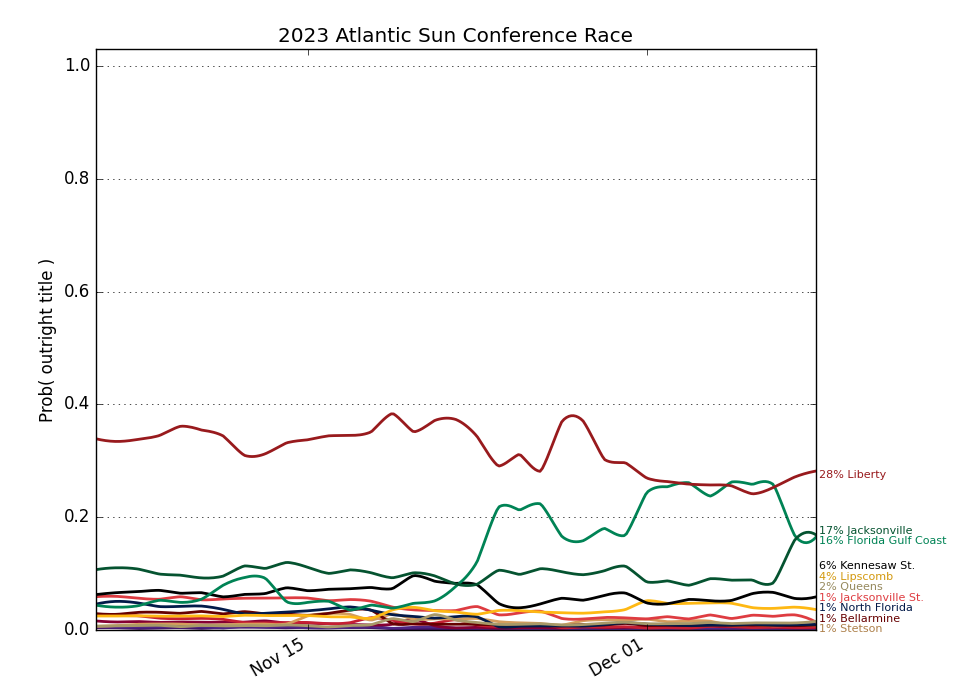 2023 Atlantic Sun Conference Race
Prob( outright title )
1.0
0.8
0.6
0.4
0.2
0.0
Nov 15
Dec 01
28% Liberty
17% Jacksonville
16% Florida Gulf Coast
6% Kennesaw St.
4% Lipscomb
2% Queens
1% Jacksonville St.
1% North Florida
1% Bellarmine
1% Stetson